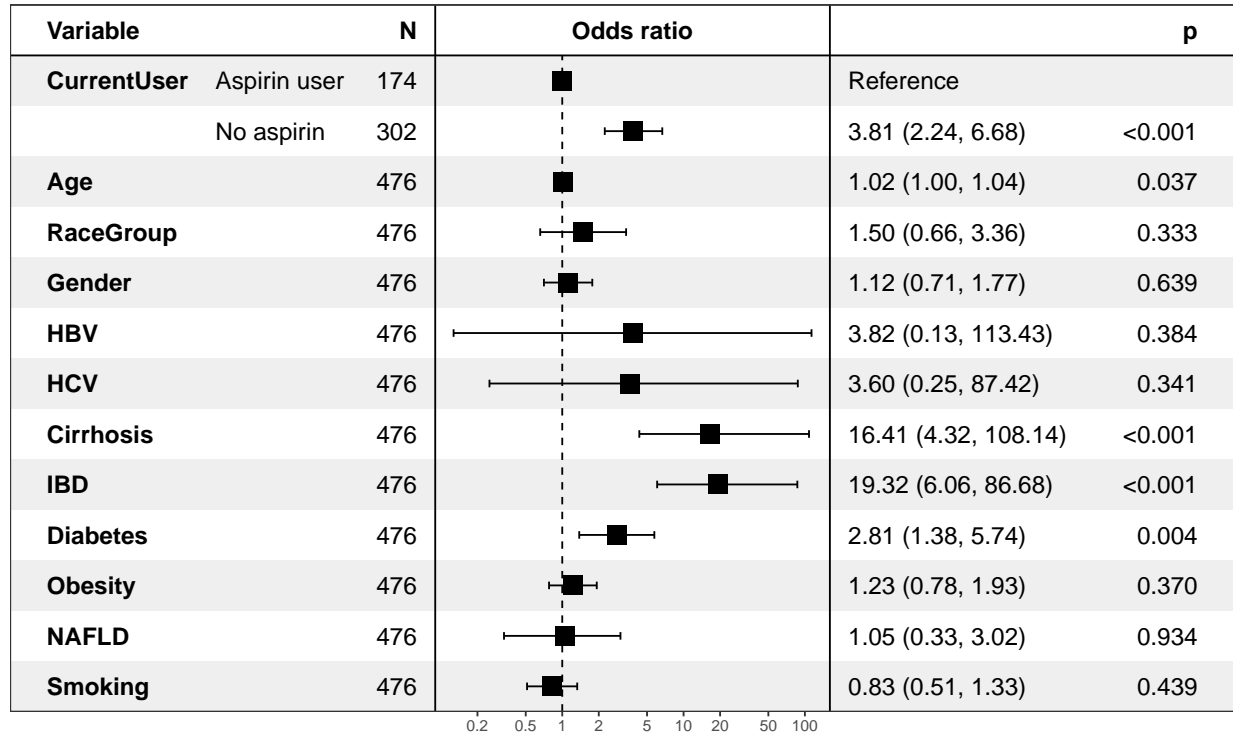 Variable N Odds ratio p
CurrentUser Aspirin user 174 Reference
No aspirin 302 3.81 (2.24, 6.68) <0.001
Age 476 1.02 (1.00, 1.04) 0.037
RaceGroup 476 1.50 (0.66, 3.36) 0.333
Gender 476 1.12 (0.71, 1.77) 0.639
HBV 476 3.82 (0.13, 113.43) 0.384
HCV 476 3.60 (0.25, 87.42) 0.341
Cirrhosis 476 16.41 (4.32, 108.14) <0.001
IBD 476 19.32 (6.06, 86.68) <0.001
Diabetes 476 2.81 (1.38, 5.74) 0.004
Obesity 476 1.23 (0.78, 1.93) 0.370
NAFLD 476 1.05 (0.33, 3.02) 0.934
Smoking 476 0.83 (0.51, 1.33) 0.439
0.2 0.5 1 2 5 10 20 50 100